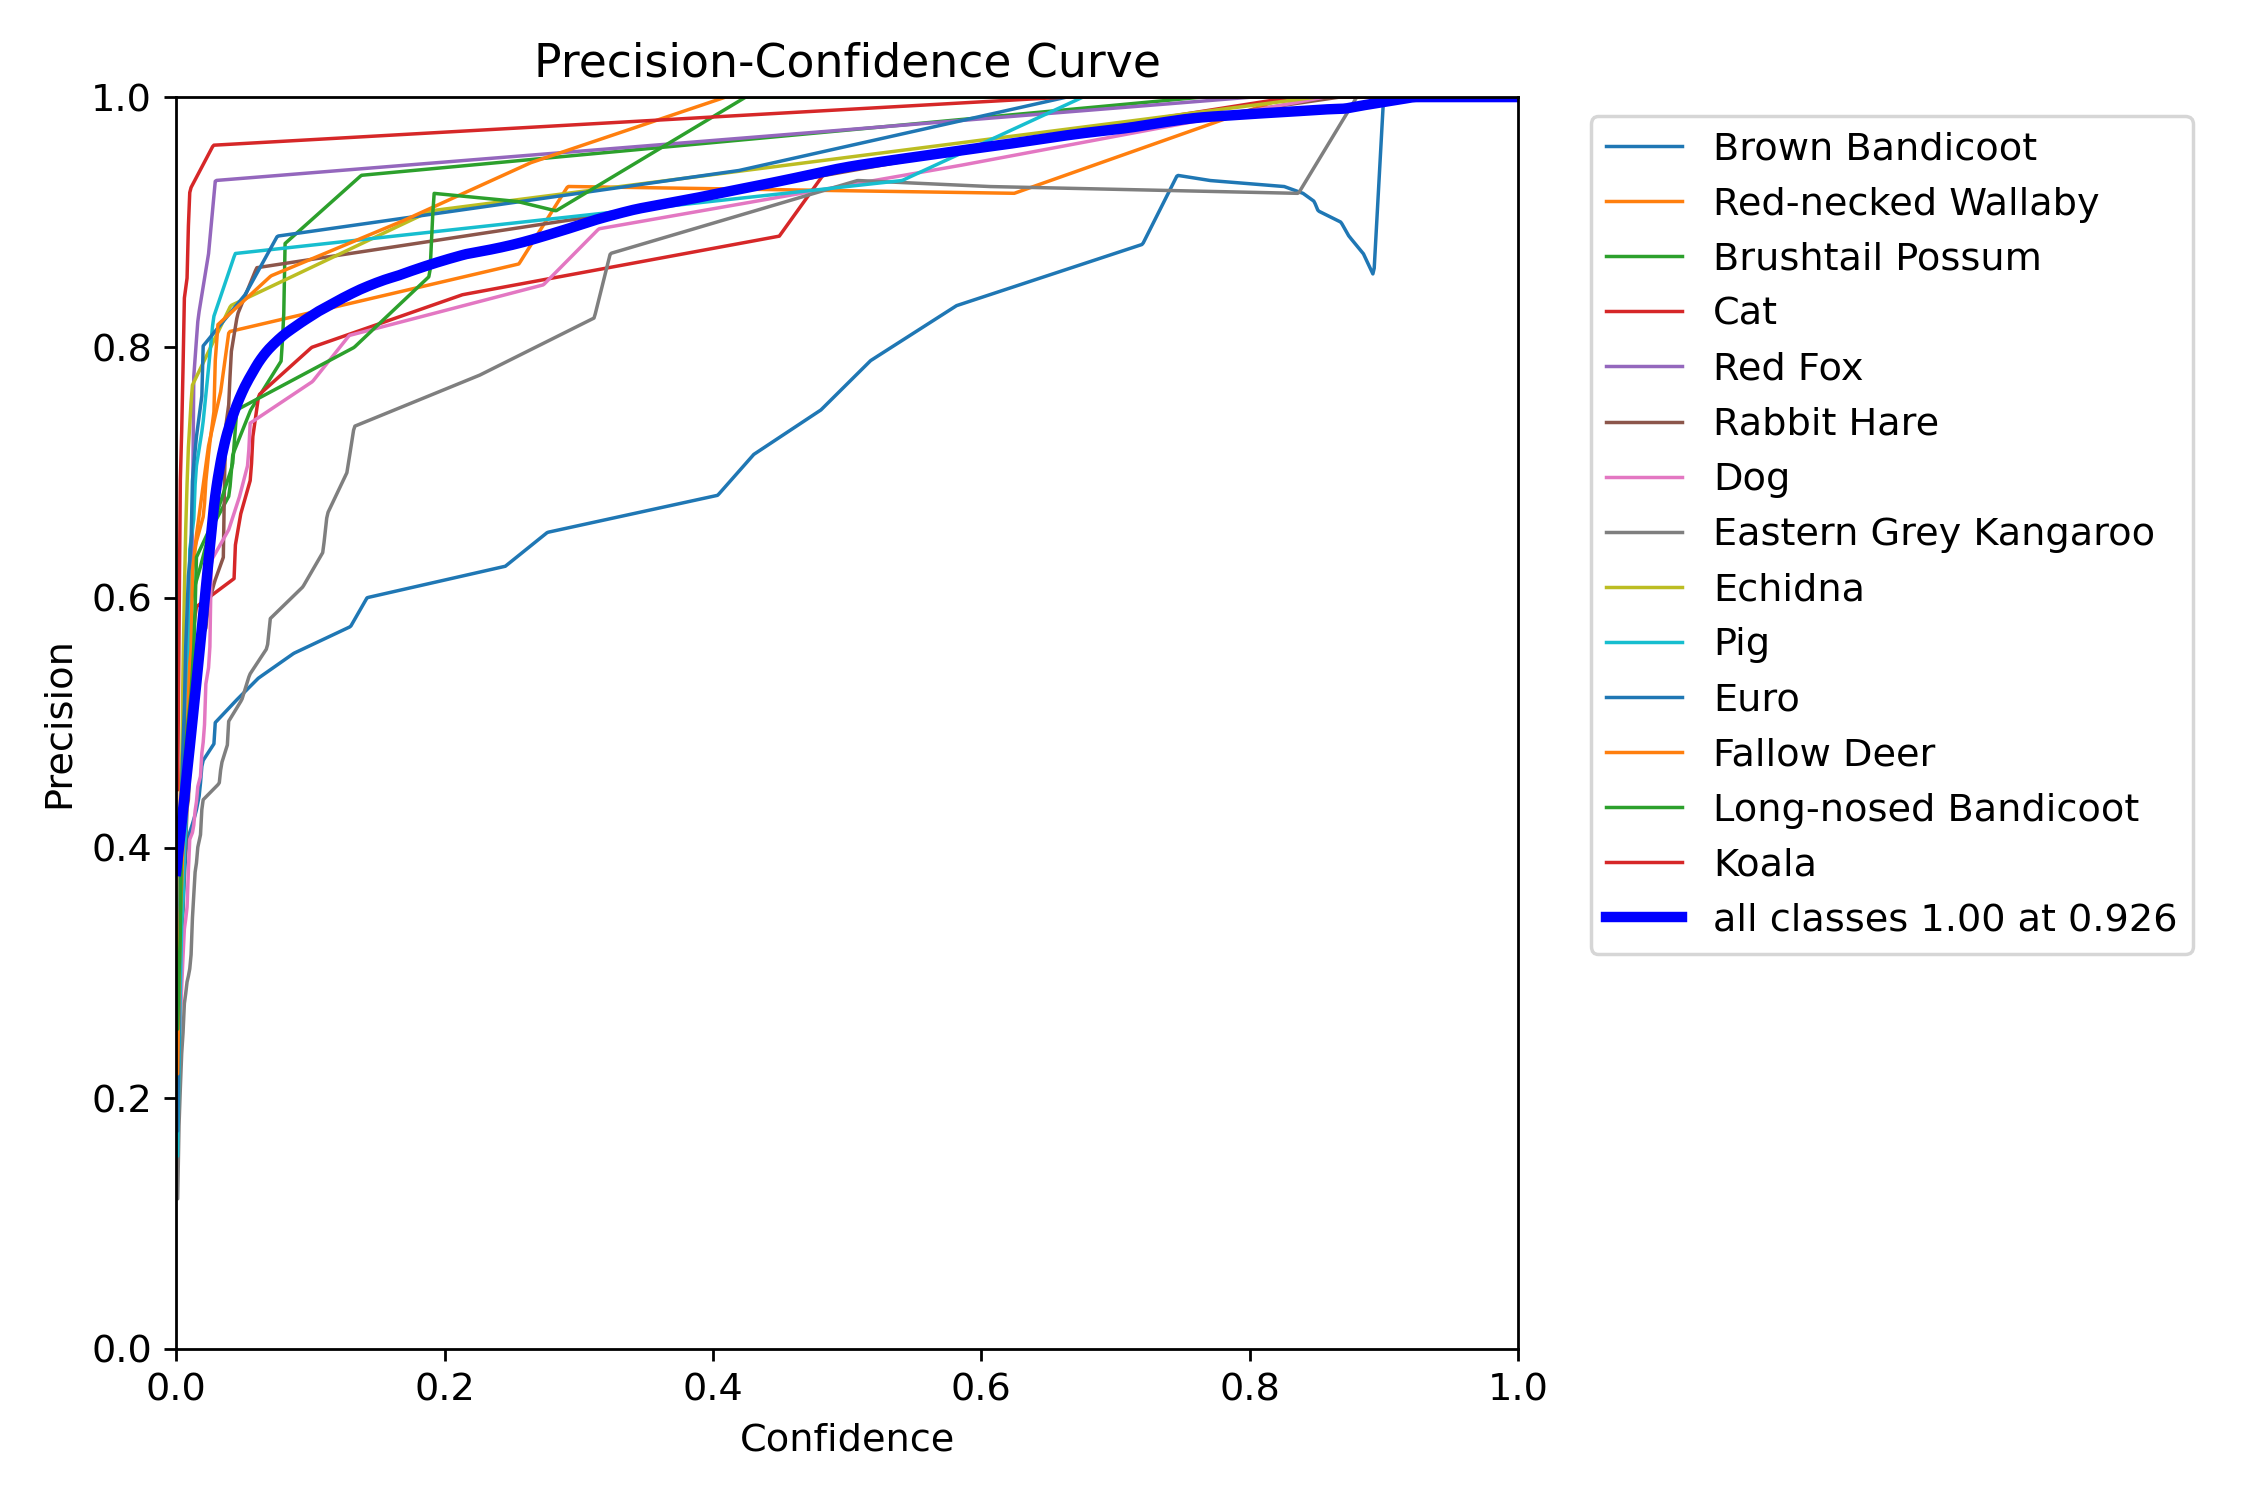 Precision-Confidence Curve
1.0
0.8
0.6
0.4
0.2
0.0
Precision
0.0 0.2 0.4 0.6 0.8 1.0
Confidence
Brown Bandicoot
Red-necked Wallaby
Brushtail Possum
Cat
Red Fox
Rabbit Hare
Dog
Eastern Grey Kangaroo
Echidna
Pig
Euro
Fallow Deer
Long-nosed Bandicoot
Koala
all classes 1.00 at 0.926